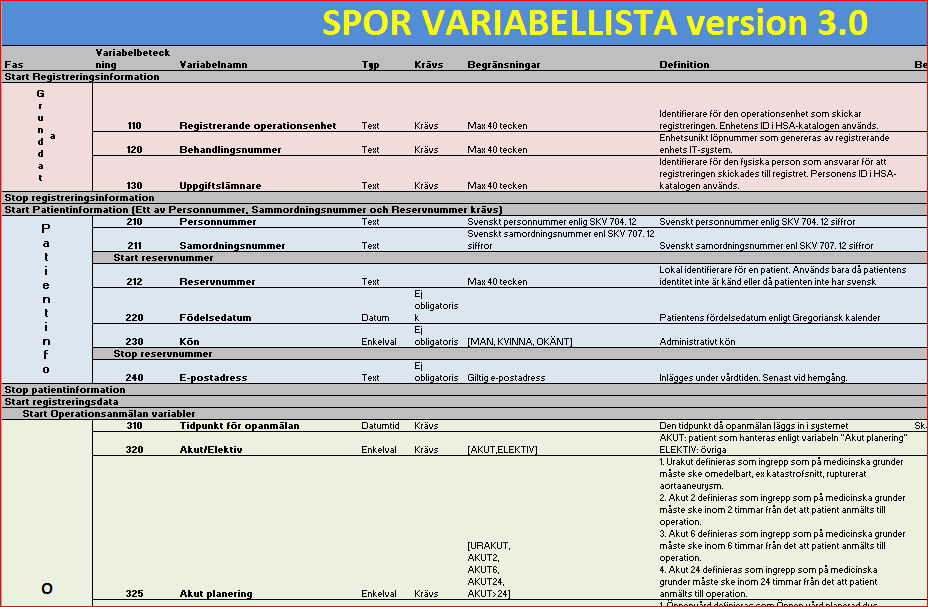 SPOR VARIABELLISTA version 3.0
Fas Variabelbeteckning Variabelnamn Typ Krävs Begränsningar Definition Be
Start Registreringsinformation
Grunddat a
110 Registrerande operationsenhet Text Krävs Max 40 tecken Identifierare för den operationsenhet som skickar
registreringen. Enhetens ID i HSA-katalogen används.
120 Behandlingsnummer Text Krävs Max 40 tecken Enhetsunikt löpnummer som genereras av registrerande
enhets IT-system.
130 Uppgiftslämnare Text Krävs Max 40 tecken Identifierare för den fysiska person som ansvarar för att
registreringen skickades till registret. Personens ID i HSA-
katalogen används.
Stop registreringsinformation
Start Patientinformation (Ett av Personnummer, Sammordningsnummer och Reservnummer krävs)
Patientinfo
210 Personnummer Text Svenskt personnummer enlig SKV 704. 12 Svenskt personnummer enlig SKV 704. 12 siffror
211 Samordningsnummer Text Svenskt samordningsnummer enl SKV 707. 12
siffror Svenskt samordningsnummer enl SKV 707. 12 siffror
Start reservnummer
212 Reservnummer Text Max 40 tecken Lokal identifierare för en patient. Används bara då patientens
identitet inte är känd eller då patienten inte har svensk
220 Födelsedatum Datum Ej
obligatoris
k Patientens fördelsedatum enligt Gregoriansk kalender
230 Kön Enkelval Ej
obligatoris [MAN, KVINNA, OKÄNT] Administrativt kön
Stop reservnummer
240 E-postadress Text Ej
obligatoris Giltig e-postadress Inlägges under vårdtiden. Senast vid hemgång.
Stop patientinformation
Start registreringsdata
Start Operationsanmälan variabler
310 Tidpunkt för opanmälan Datumtid Krävs Den tidpunkt då opanmälan läggs in i systemet Sk
320 Akut/Elektiv Enkelval Krävs [AKUT,ELEKTIV] AKUT: patient som hanteras enligt variabeln "Akut planering"
ELEKTIV: övriga
O
325 Akut planering Enkelval Krävs [URAKUT,
AKUT2,
AKUT6,
AKUT24,
AKUT>24]
1. Urakut definieras som ingrepp som på medicinska grunder
måste ske omedelbart, ex katastrofsnitt, rupturerat
aortaaneurysm.
2. Akut 2 definieras som ingrepp som på medicinska grunder
måste ske inom 2 timmar från det att patient anmälts till
operation.
3. Akut 6 definieras som ingrepp som på medicinska grunder
måste ske inom 6 timmar från det att patient anmälts till
operation.
4. Akut 24 definieras som ingrepp som på medicinska
grunder måste ske inom 24 timmar från det att patient
anmälts till operation.